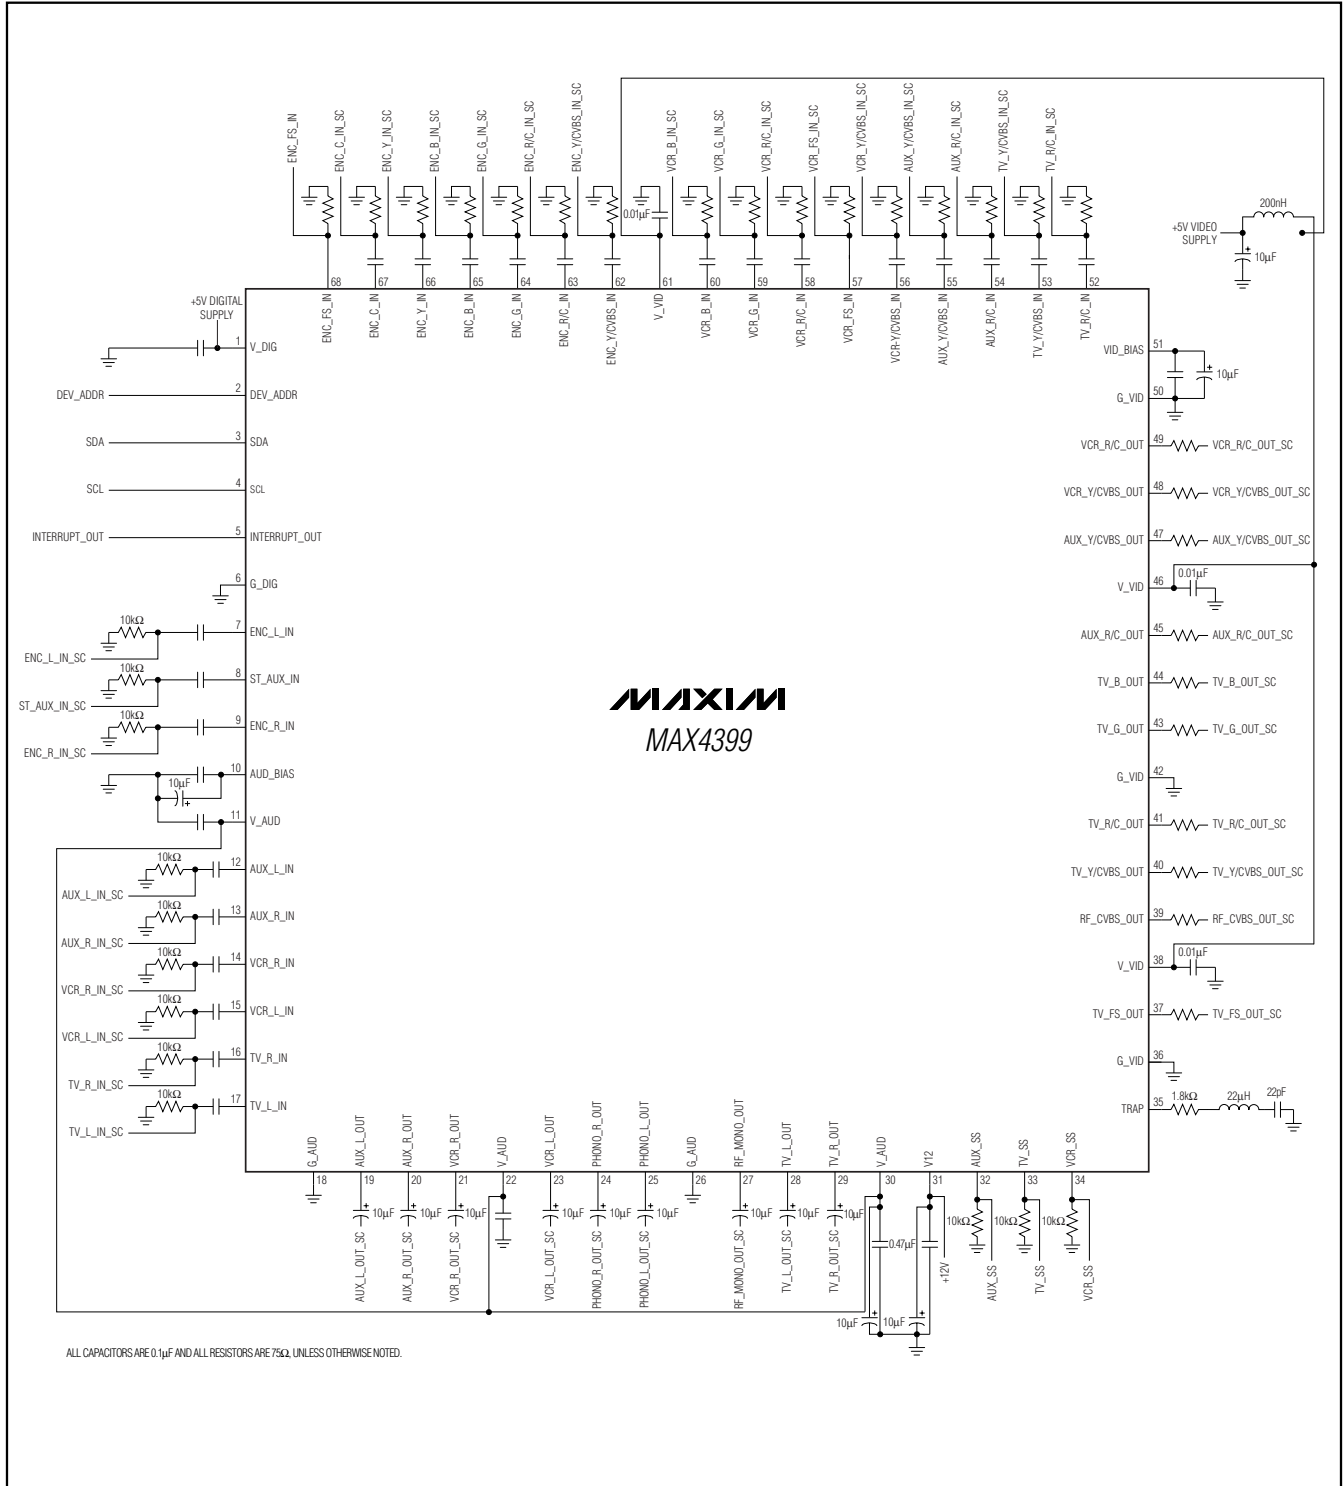 ENC_FS_IN
ENC_C_IN_SC
ENC_Y_IN_SC
ENC_B_IN_SC
ENC_G_IN_SC
ENC_R/C_IN_SC
ENC_Y/CVBS_IN_SC
VCR_B_IN_SC
VCR_G_IN_SC
VCR_R/C_IN_SC
VCR_FS_IN_SC
VCR_Y/CVBS_IN_SC
AUX_Y/CVBS_IN_SC
AUX_R/C_IN_SC
TV_Y/CVBS_IN_SC
TV_R/C_IN_SC
0.01µF
200nH
+5V VIDEO
SUPPLY
10µF
68 67 66 65 64 63 62 61 60 59 58 57 56 55 54 53 52
ENC_FS_IN
ENC_C_IN
ENC_Y_IN
ENC_B_IN
ENC_G_IN
ENC_R/C_IN
ENC_Y/CVBS_IN
V_VID
VCR_B_IN
VCR_G_IN
VCR_R/C_IN
VCR_FS_IN
VCR-Y/CVBS_IN
AUX_Y/CVBS_IN
AUX_R/C_IN
TV_Y/CVBS_IN
TV_R/C_IN
+5V DIGITAL
SUPPLY
1 V_DIG
DEV_ADDR 2 DEV_ADDR
SDA 3 SDA
SCL 4 SCL
INTERRUPT_OUT 5 INTERRUPT_OUT
6 G_DIG
10kΩ 7 ENC_L_IN
ENC_L_IN_SC
10kΩ 8 ST_AUX_IN
ST_AUX_IN_SC
10kΩ 9 ENC_R_IN
ENC_R_IN_SC
10 AUD_BIAS
10µF +
11 V_AUD
10kΩ 12 AUX_L_IN
AUX_L_IN_SC
10kΩ 13 AUX_R_IN
AUX_R_IN_SC
10kΩ 14 VCR_R_IN
VCR_R_IN_SC
10kΩ 15 VCR_L_IN
VCR_L_IN_SC
10kΩ 16 TV_R_IN
TV_R_IN_SC
10kΩ 17 TV_L_IN
TV_L_IN_SC
MAXIM
MAX4399
VID_BIAS 51 + 10µF
G_VID 50
VCR_R/C_OUT 49 VCR_R/C_OUT_SC
VCR_Y/CVBS_OUT 48 VCR_Y/CVBS_OUT_SC
AUX_Y/CVBS_OUT 47 AUX_Y/CVBS_OUT_SC
V_VID 46 0.01µF
AUX_R/C_OUT 45 AUX_R/C_OUT_SC
TV_B_OUT 44 TV_B_OUT_SC
TV_G_OUT 43 TV_G_OUT_SC
G_VID 42
TV_R/C_OUT 41 TV_R/C_OUT_SC
TV_Y/CVBS_OUT 40 TV_Y/CVBS_OUT_SC
RF_CVBS_OUT 39 RF_CVBS_OUT_SC
V_VID 38 0.01µF
TV_FS_OUT 37 TV_FS_OUT_SC
G_VID 36
TRAP 35 1.8kΩ 22µH 22pF
G_AUD
AUX_L_OUT
AUX_R_OUT
VCR_R_OUT
V_AUD
VCR_L_OUT
PHONO_R_OUT
PHONO_L_OUT
G_AUD
RF_MONO_OUT
TV_L_OUT
TV_R_OUT
V_AUD
V12
AUX_SS
TV_SS
VCR_SS
18 19 20 21 22 23 24 25 26 27 28 29 30 31 32 33 34
+ 10µF + 10µF + 10µF + 10µF + 10µF + 10µF + 10µF + 10µF + 10µF 0.47µF 10kΩ 10kΩ 10kΩ
AUX_L_OUT_SC
AUX_R_OUT_SC
VCR_R_OUT_SC
VCR_L_OUT_SC
PHONO_R_OUT_SC
PHONO_L_OUT_SC
RF_MONO_OUT_SC
TV_L_OUT_SC
TV_R_OUT_SC
+12V
AUX_SS
TV_SS
VCR_SS
10µF + 10µF +
ALL CAPACITORS ARE 0.1µF AND ALL RESISTORS ARE 75Ω, UNLESS OTHERWISE NOTED.